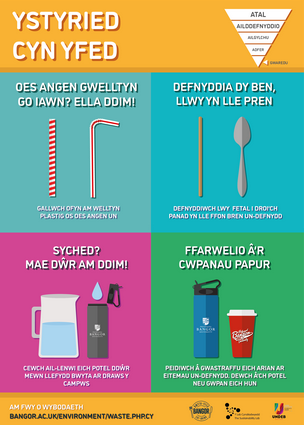 YSTYRIED
CYN YFED
ATAL
AILDDEFNYDDIO
AILGYLCHU
ADFER
GWAREDU
OES ANGEN GWELLTYN
GO IAWN? ELLA DDIM!
GALLWCH OFYN AM WELLTYN
PLASTIG OS OES ANGEN UN
DEFNYDDIA DY BEN,
LLWY YN LLE PREN
DEFNYDDIWCH LWY FETAL I DROI'CH
PANAD YN LLE FFON BREN UN-DEFNYDD
SYCHED?
MAE DŴR AM DDIM!
CEWCH AIL-LENWI EICH POTEL DDŴR
MEWN LLEFYDD BWYTA AR DRAWS Y
CAMPWS
FFARWELIO Â'R
CWPANAU PAPUR
BANGOR
PEIDIWCH Â GWASTRAFFU EICH ARIAN AR
EITEMAU UN-DEFNYDD, DEWCH Â'CH POTEL
NEU GWPAN EICH HUN
AM FWY O WYBODAETH
BANGOR.AC.UK/ENVIRONMENT/WASTE.PHP.CY
BANGOR
UNDEB